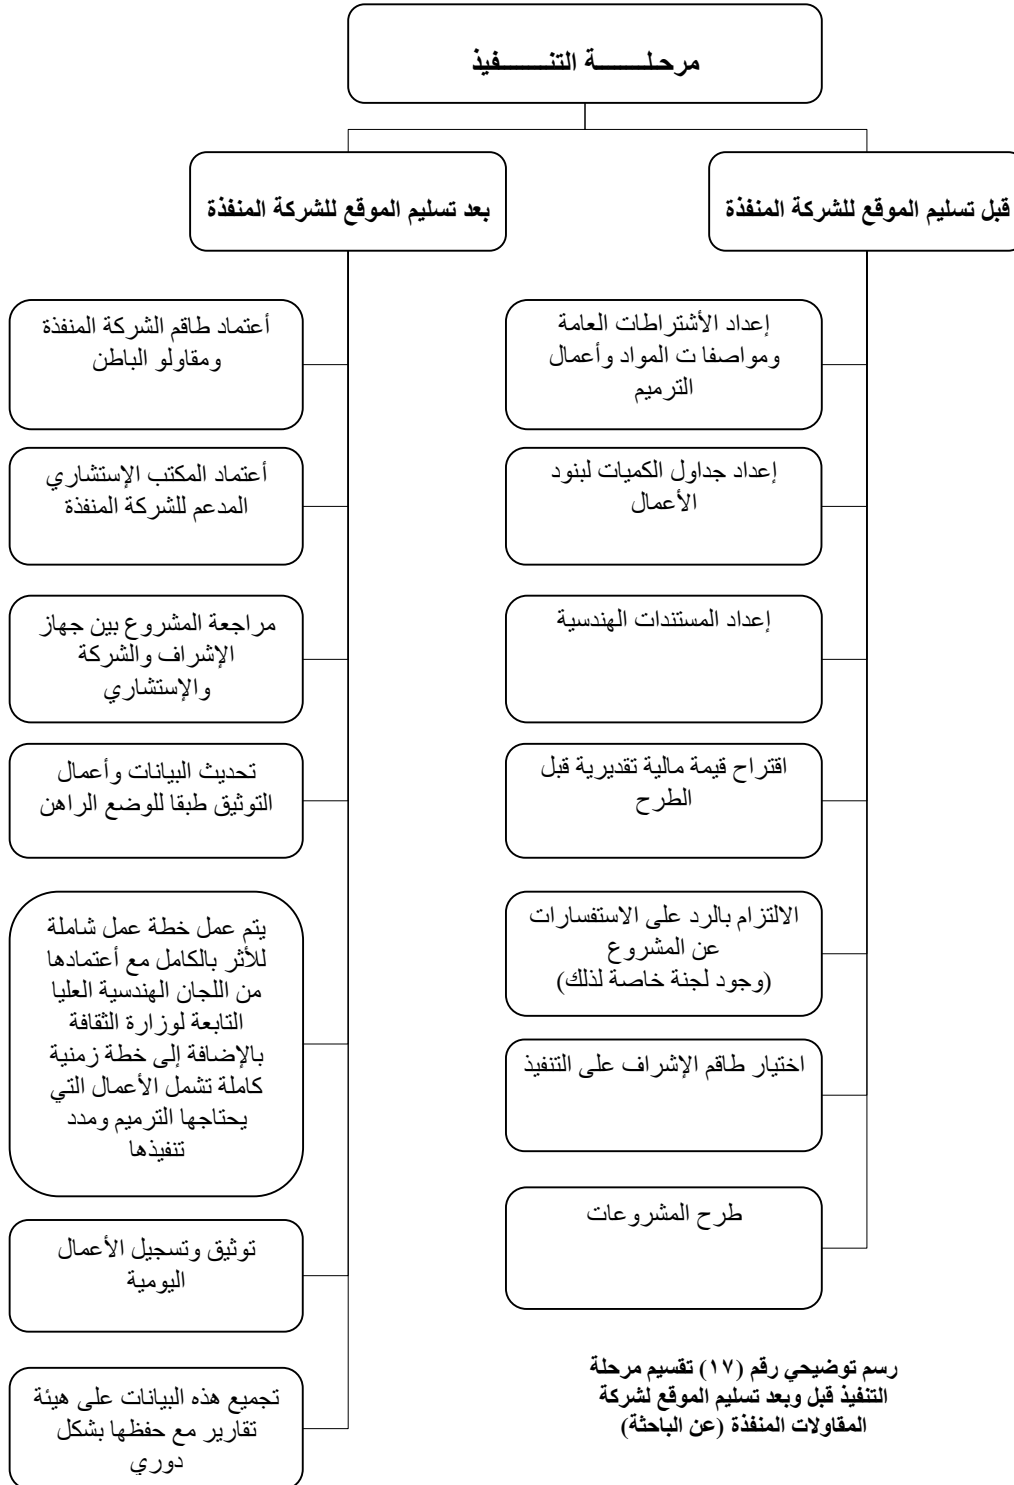 مرحلـــــــة التنـــــــفيذ
قبل تسليم الموقع للشركة المنفذة
إعداد الأشتراطات العامة
ومواصفا ت المواد وأعمال
الترميم
إعداد جداول الكميات لبنود
الأعمال
إعداد المستندات الهندسية
اقتراح قيمة مالية تقديرية قبل
الطرح
الالتزام بالرد على الاستفسارات
عن المشروع
(وجود لجنة خاصة لذلك)
اختيار طاقم الإشراف على التنفيذ
طرح المشروعات
بعد تسليم الموقع للشركة المنفذة
أعتماد طاقم الشركة المنفذة
ومقاولو الباطن
أعتماد المكتب الإستشاري
المدعم للشركة المنفذة
مراجعة المشروع بين جهاز
الإشراف والشركة
والإستشاري
تحديث البيانات وأعمال
التوثيق طبقا للوضع الراهن
يتم عمل خطة عمل شاملة
للأثر بالكامل مع أعتمادها
من اللجان الهندسية العليا
التابعة لوزارة الثقافة
بالإضافة إلى خطة زمنية
كاملة تشمل الأعمال التي
يحتاجها الترميم ومدد
تنفيذها
توثيق وتسجيل الأعمال
اليومية
تجميع هذه البيانات على هيئة
تقارير مع حفظها بشكل
دوري
رسم توضيحي رقم (١٧) تقسيم مرحلة
التنفيذ قبل وبعد تسليم الموقع لشركة
المقاولات المنفذة (عن الباحثة)